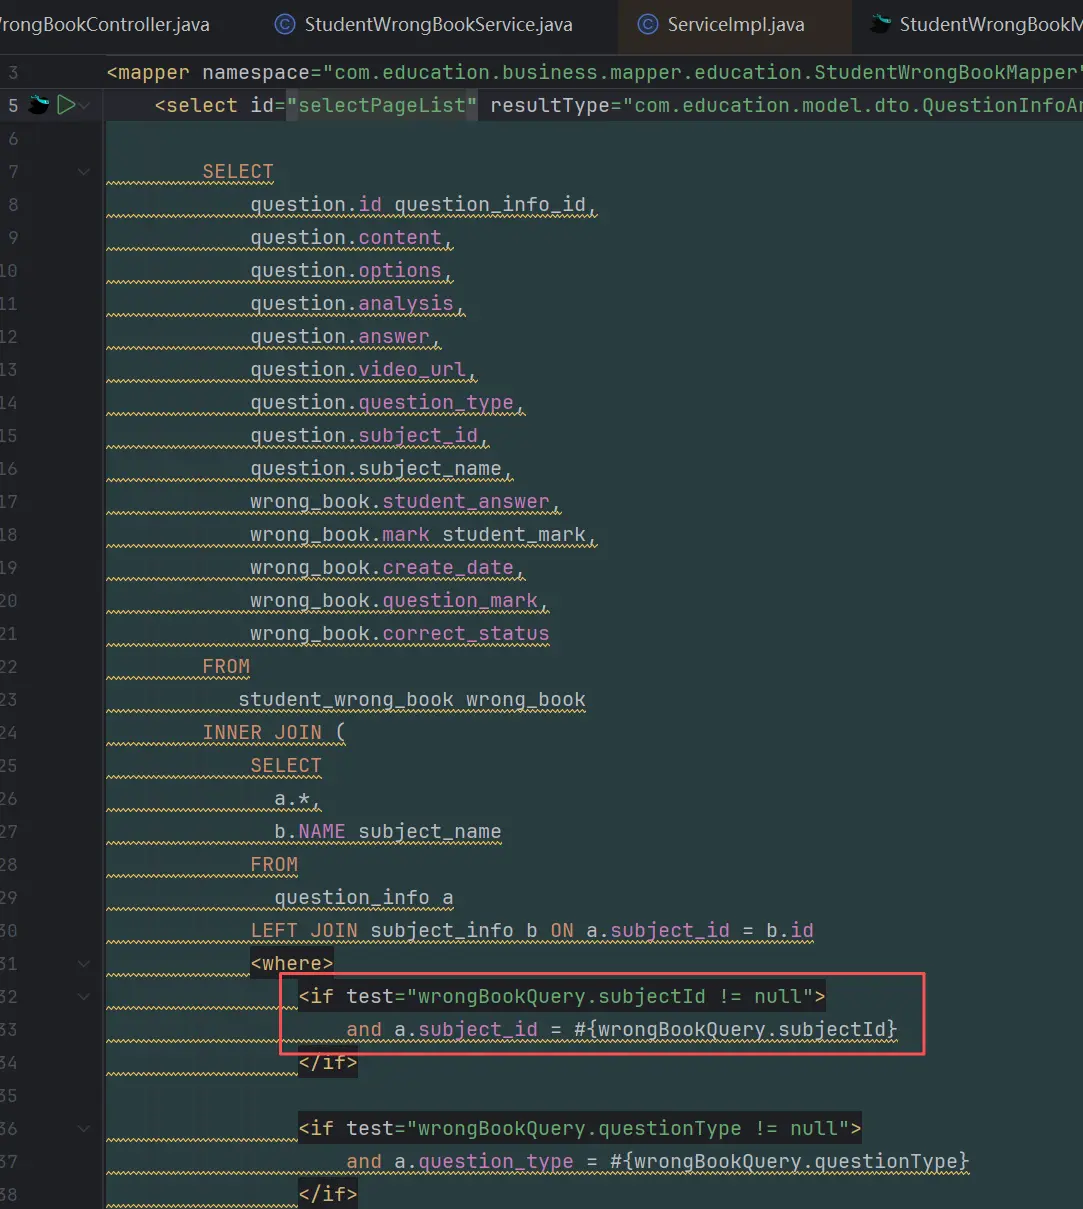 rongBookController.java StudentWrongBookService.java ServiceImpl.java StudentWrongBookM
3 <mapper namespace="com.education.business.mapper.education.StudentWrongBookMapper"
5 <select id="selectPageList" resultType="com.education.model.dto.QuestionInfoAn
6
7 SELECT
8 question.id question_info_id,
9 question.content,
10 question.options,
11 question.analysis,
12 question.answer,
13 question.video_url,
14 question.question_type,
15 question.subject_id,
16 question.subject_name,
17 wrong_book.student_answer,
18 wrong_book.mark student_mark,
19 wrong_book.create_date,
20 wrong_book.question_mark,
21 wrong_book.correct_status
22 FROM
23 student_wrong_book wrong_book
24 INNER JOIN (
25 SELECT
26 a.*,
27 b.NAME subject_name
28 FROM
29 question_info a
30 LEFT JOIN subject_info b ON a.subject_id = b.id
31 <where>
32 <if test="wrongBookQuery.subjectId != null">
33 and a.subject_id = #{wrongBookQuery.subjectId}
34 </if>
35
36 <if test="wrongBookQuery.questionType != null">
37 and a.question_type = #{wrongBookQuery.questionType}
38 </if>